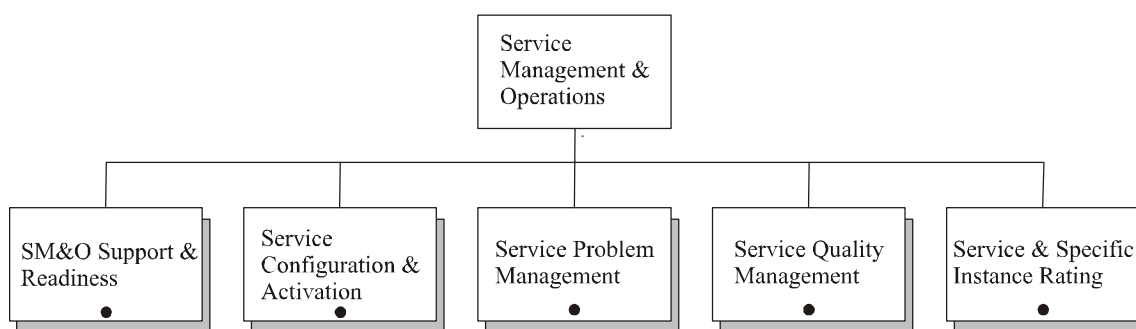 Service
Management &
Operations
SM&O Support &
Readiness
Service
Configuration &
Activation
Service Problem
Management
Service Quality
Management
Service & Specific
Instance Rating